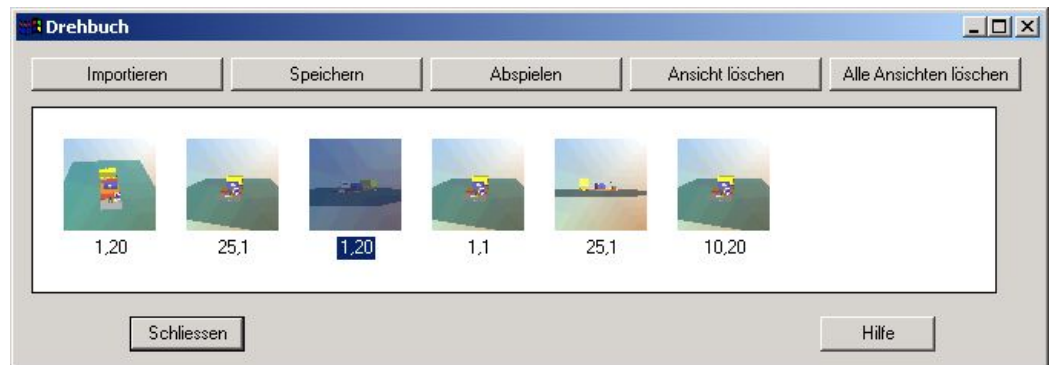 Drehbuch
Importieren Speichern Abspielen Ansicht löschen Alle Ansichten löschen
1,20 25,1 1,20 1,1 25,1 10,20
Schliessen Hilfe